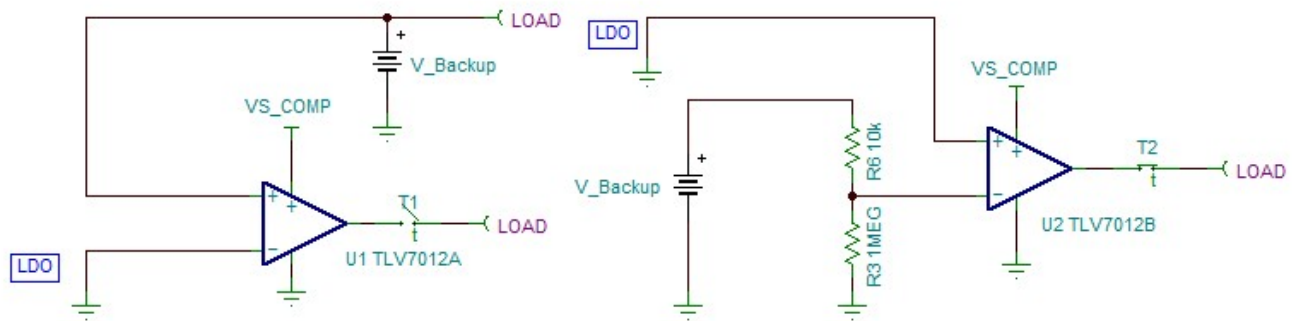 LOAD
V_Backup
VS_COMP
T1
t
LOAD
U1 TLV7012A
LDO
LDO
VS_COMP
R6 10k
V_Backup
T2
t
LOAD
U2 TLV7012B
R3 1MEG